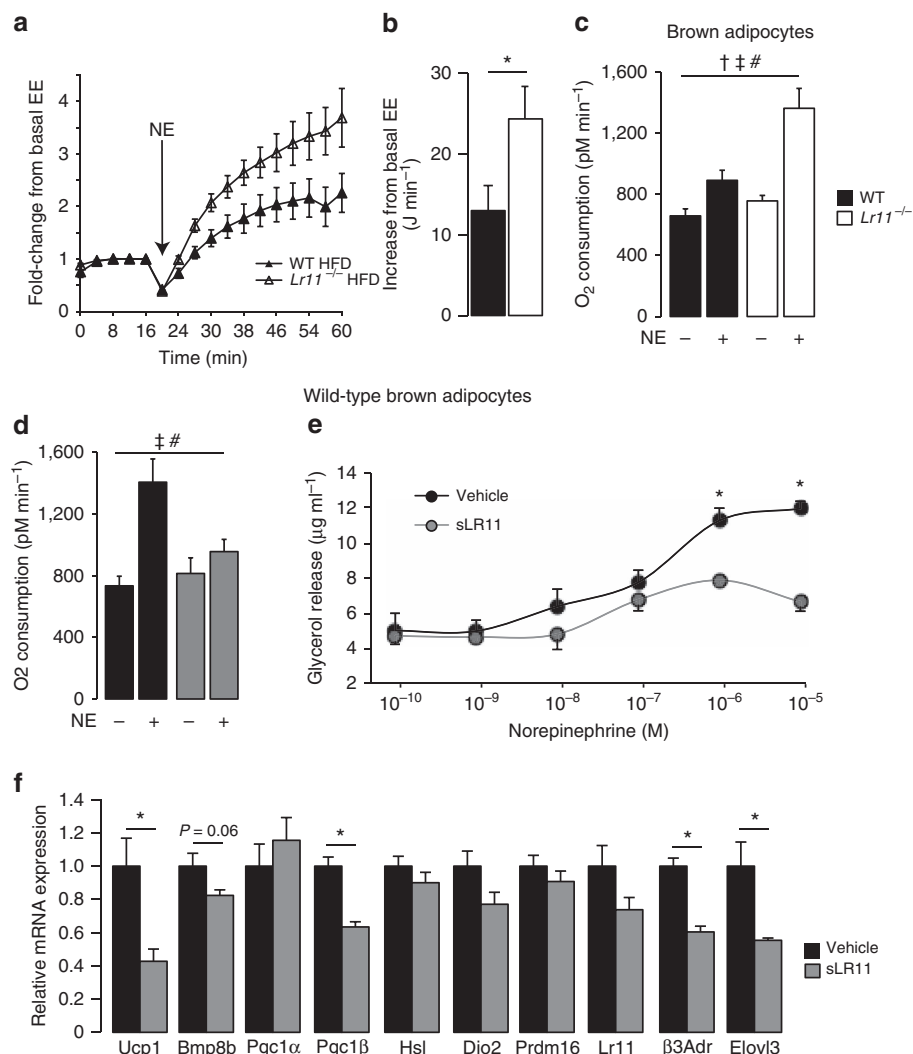 a
Fold-change from basal EE
4
3
2
1
0
NE
WT HFD
Lr11−/− HFD
0 8 16 24 30 38 46 54 60
Time (min)
b
Increase from basal EE
(J min−1)
30
20
10
0
*
c
Brown adipocytes
O2 consumption (pM min−1)
1,600
1,200
800
400
0
† ‡ #
NE − + − +
WT
Lr11−/−
Wild-type brown adipocytes
d
O2 consumption (pM min−1)
1,600
1,200
800
400
0
‡ #
NE − + − +
e
Glycerol release (µg ml−1)
14
12
10
8
6
4
2
Vehicle
sLR11
* *
10−10 10−9 10−8 10−7 10−6 10−5
Norepinephrine (M)
f
Relative mRNA expression
1.4
1.2
1.0
0.8
0.6
0.4
0.2
0
* P = 0.06 * * *
Ucp1 Bmp8b Pgc1α Pgc1β Hsl Dio2 Prdm16 Lr11 β3Adr Elovl3
Vehicle
sLR11